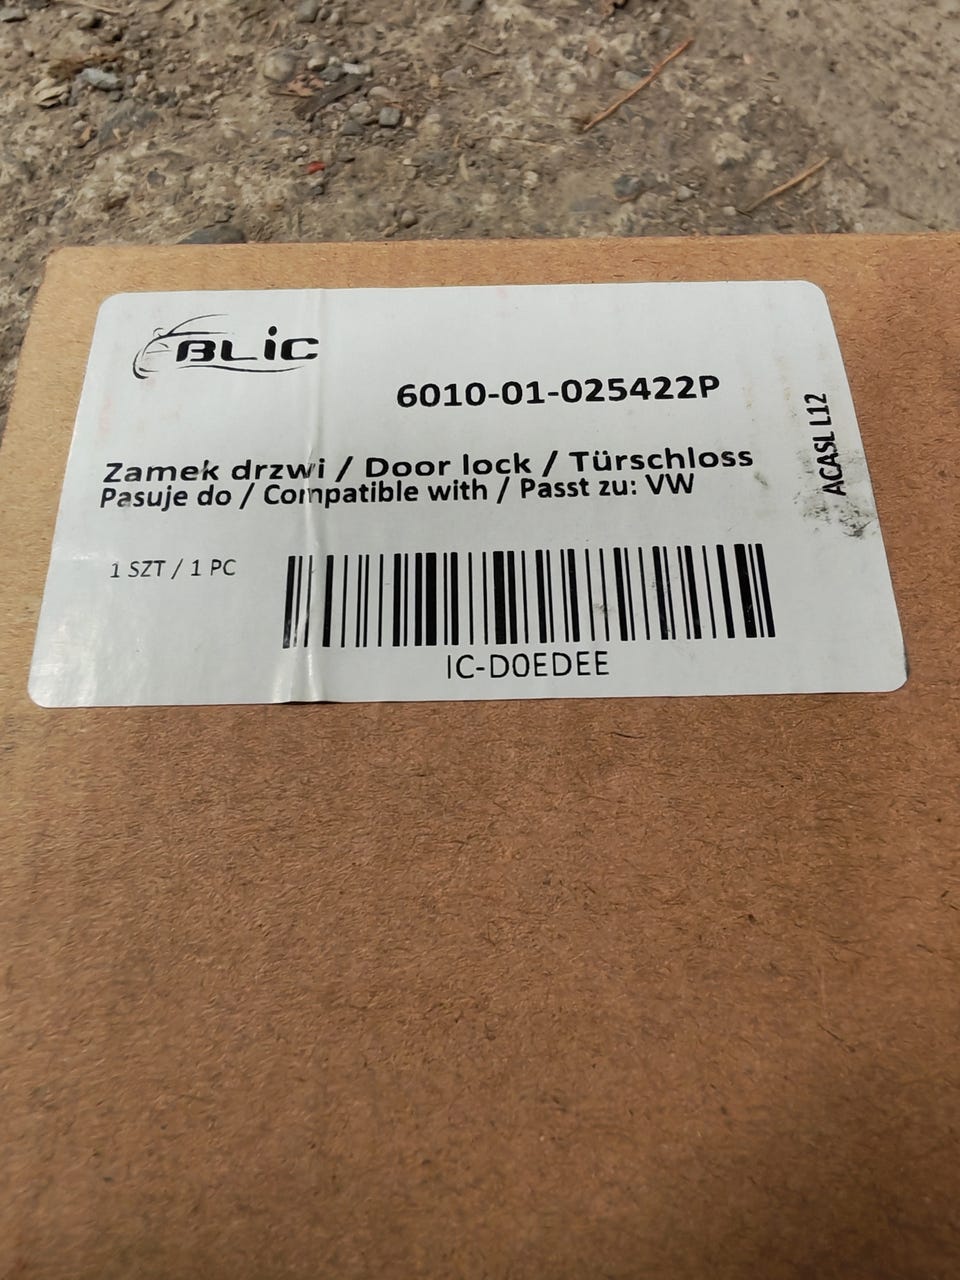 BLiC
6010-01-025422P
Zamek drzwi / Door lock / Türschloss
Pasuje do / Compatible with / Passt zu: VW
ACASL L12
1 SZT / 1 PC
IC-D0EDEE